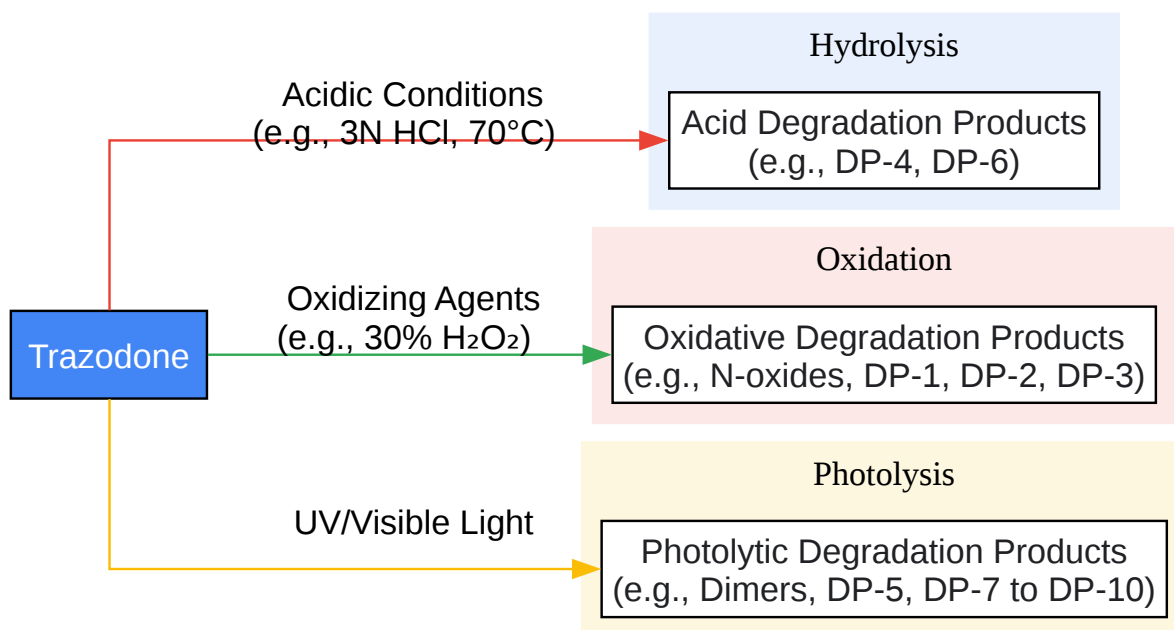 Hydrolysis
Acidic Conditions
(e.g., 3N HCl, 70°C)
Acid Degradation Products
(e.g., DP-4, DP-6)
Oxidation
Oxidizing Agents
(e.g., 30% H₂O₂)
Oxidative Degradation Products
(e.g., N-oxides, DP-1, DP-2, DP-3)
Trazodone
Photolysis
UV/Visible Light
Photolytic Degradation Products
(e.g., Dimers, DP-5, DP-7 to DP-10)